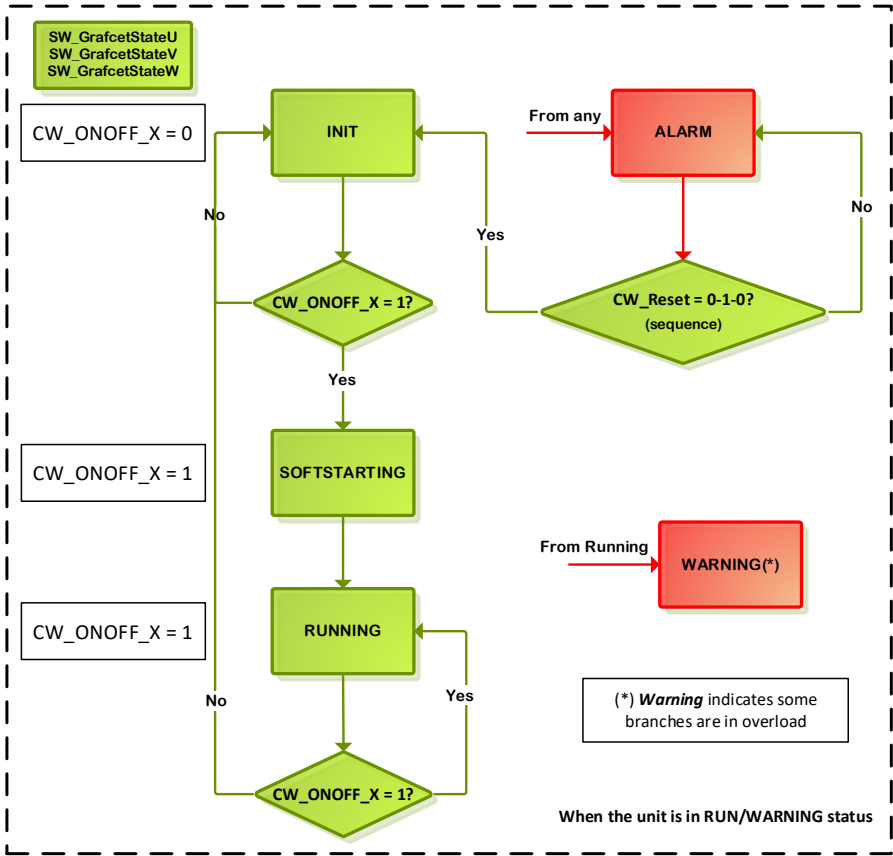 SW_GrafcetStateU
SW_GrafcetStateV
SW_GrafcetStateW
CW_ONOFF_X = 0
INIT
From any
ALARM
No
Yes
No
CW_ONOFF_X = 1?
CW_Reset = 0-1-0?
(sequence)
Yes
CW_ONOFF_X = 1
SOFTSTARTING
From Running
WARNING(*)
CW_ONOFF_X = 1
RUNNING
No
Yes
(*) Warning indicates some
branches are in overload
CW_ONOFF_X = 1?
When the unit is in RUN/WARNING status